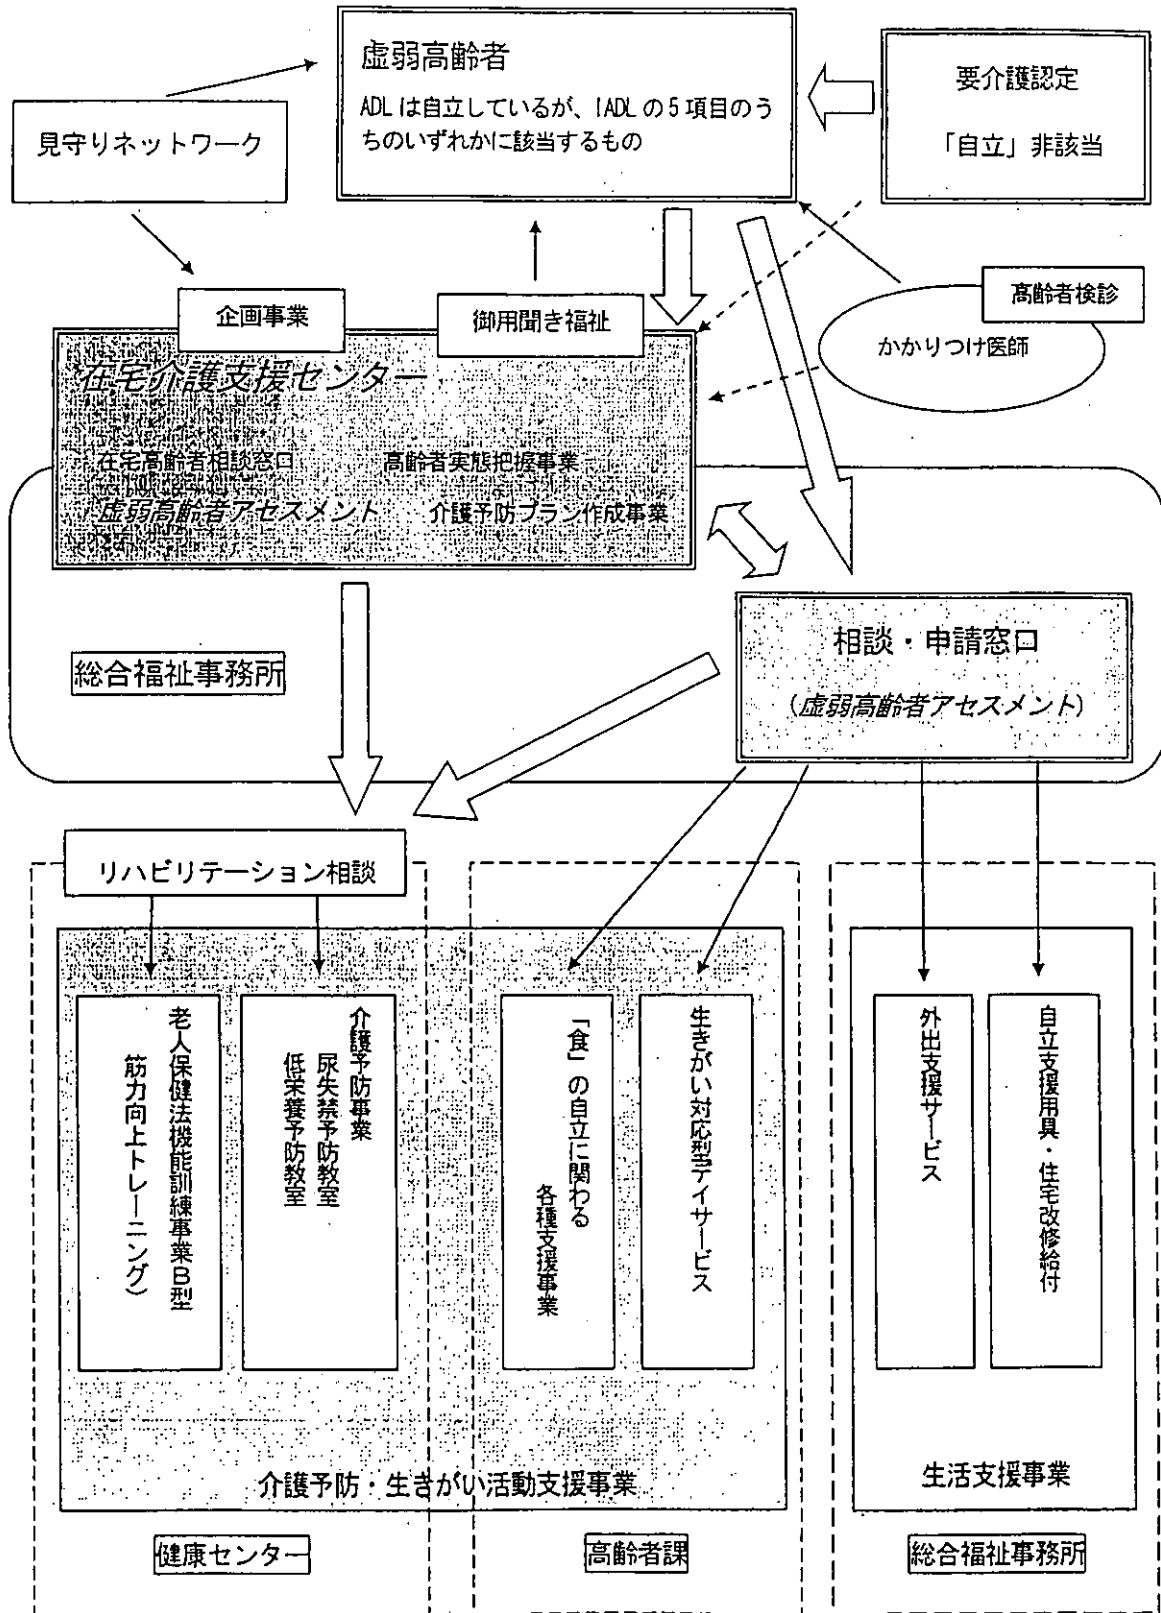 虚弱高齢者
ADLは自立しているが、IADLの5項目のう
ちのいずれかに該当するもの
要介護認定
「自立」非該当
見守りネットワーク
高齢者検診
かかりつけ医師
企画事業
御用聞き福祉
在宅介護支援センター
在宅高齢者相談窓口
高齢者実態把握事業
虚弱高齢者アセスメント
介護予防プラン作成事業
総合福祉事務所
相談・申請窓口
(虚弱高齢者アセスメント)
リハビリテーション相談
老人保健法機能訓練事業B型
筋力向上トレーニング)
介護予防事業
尿失禁予防教室
低栄養予防教室
「食」の自立に関わる
各種支援事業
生きがい対応型デイサービス
外出支援サービス
自立支援用具・住宅改修給付
介護予防・生きがい活動支援事業
生活支援事業
健康センター
高齢者課
総合福祉事務所